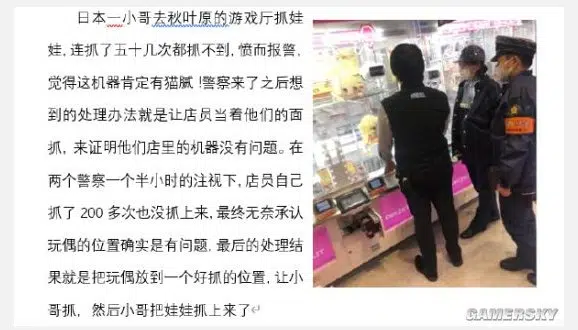 日本一小哥去秋叶原的游戏厅抓娃
娃，连抓了五十几次都抓不到，愤而报警，
觉得这机器肯定有猫腻！警察来了之后想
到的处理办法就是让店员当着他们的面
抓，来证明他们店里的机器没有问题。在
两个警察一个半小时的注视下，店员自己
抓了 200 多次也没抓上来，最终无奈承认
玩偶的位置确实是有问题，最后的处理结
果就是把玩偶放到一个好抓的位置，让小
哥抓，然后小哥把娃娃抓上来了
GAMERSKY